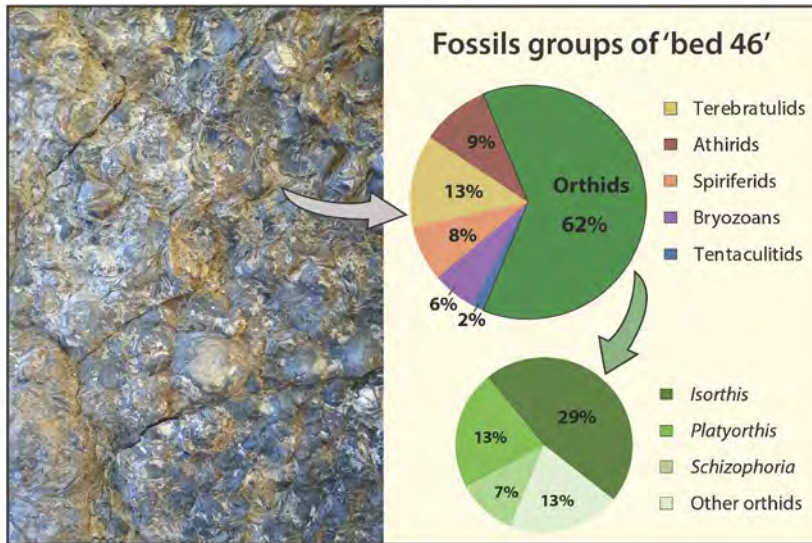 Fossils groups of 'bed 46'
9%
13%
8%
6%
2%
Orthids
62%
Terebratulids
Athirids
Spiriferids
Bryozoans
Tentaculitids
29%
13%
7%
13%
Isorthis
Platyorthis
Schizophoria
Other orthids